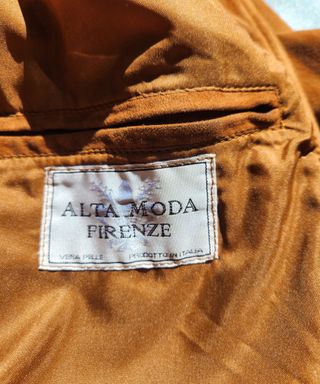 ALTA MODA
FIRENZE
VERA PELLE PRODOTTO IN ITALIA